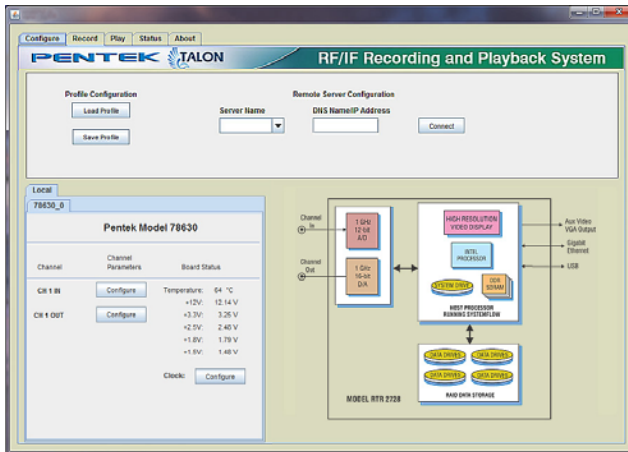 Configure Record Play Status About
PENTEK TALON RF/IF Recording and Playback System
Profile Configuration
Load Profile
Save Profile
Remote Server Configuration
Server Name DNS Name/IP Address
Connect
Local
78630_0
Pentek Model 78630
Channel Channel Parameters Board Status
CH 1 IN Configure
CH 1 OUT Configure
Temperature: 64 °C
+12V: 12.14 V
+3.3V: 3.25 V
+2.5V: 2.48 V
+1.8V: 1.79 V
+1.5V: 1.48 V
Clock: Configure
Channel In
1 GHz
12-bit
A/D
Channel Out
1 GHz
16-bit
D/A
HIGH RESOLUTION
VIDEO DISPLAY
INTEL
PROCESSOR
SYSTEM DRIVE
DDR
SDRAM
HOST PROCESSOR
RUNNING SYSTEMFLOW
Aux Video
VGA Output
Gigabit
Ethernet
USB
DATA DRIVES DATA DRIVES
DATA DRIVES DATA DRIVES
RAID DATA STORAGE
MODEL RTR 2728